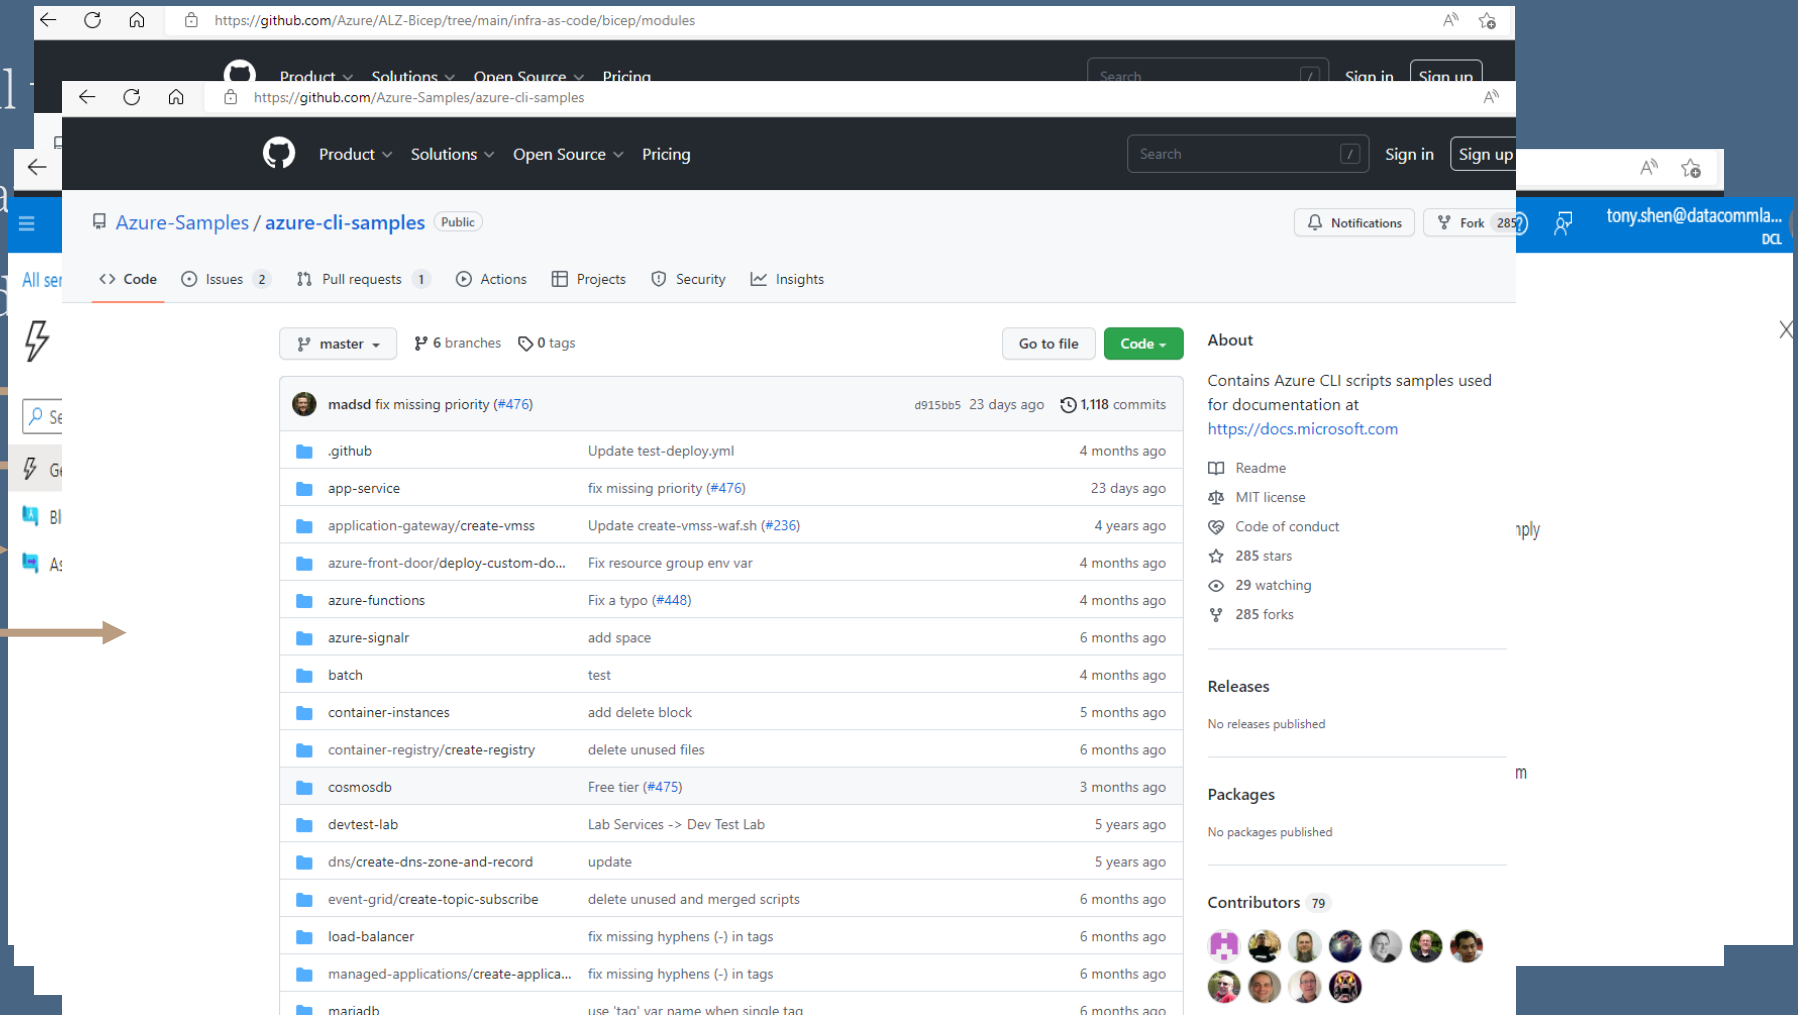 https://github.com/Azure/ALZ-Bicep/tree/main/infra-as-code/bicep/modules
Product Solutions Open Source Pricing Search / Sign in Sign up
https://github.com/Azure-Samples/azure-cli-samples
Product Solutions Open Source Pricing Search / Sign in Sign up
tony.shen@datacommla...
DCL
Azure-Samples / azure-cli-samples Public Notifications Fork 285
All ser
Code Issues 2 Pull requests 1 Actions Projects Security Insights
master 6 branches 0 tags Go to file Code
madsd fix missing priority (#476) d915bb5 23 days ago 1,118 commits
.github Update test-deploy.yml 4 months ago
app-service fix missing priority (#476) 23 days ago
application-gateway/create-vmss Update create-vmss-waf.sh (#236) 4 years ago
azure-front-door/deploy-custom-do... Fix resource group env var 4 months ago
azure-functions Fix a typo (#448) 4 months ago
azure-signalr add space 6 months ago
batch test 4 months ago
container-instances add delete block 5 months ago
container-registry/create-registry delete unused files 6 months ago
cosmosdb Free tier (#475) 3 months ago
devtest-lab Lab Services -> Dev Test Lab 5 years ago
dns/create-dns-zone-and-record update 5 years ago
event-grid/create-topic-subscribe delete unused and merged scripts 6 months ago
load-balancer fix missing hyphens (-) in tags 6 months ago
managed-applications/create-applica... fix missing hyphens (-) in tags 6 months ago
mariadb use 'tag' var name when single tag 6 months ago
About
Contains Azure CLI scripts samples used
for documentation at
https://docs.microsoft.com
Readme
MIT license
Code of conduct
285 stars
29 watching
285 forks
Releases
No releases published
Packages
No packages published
Contributors 79